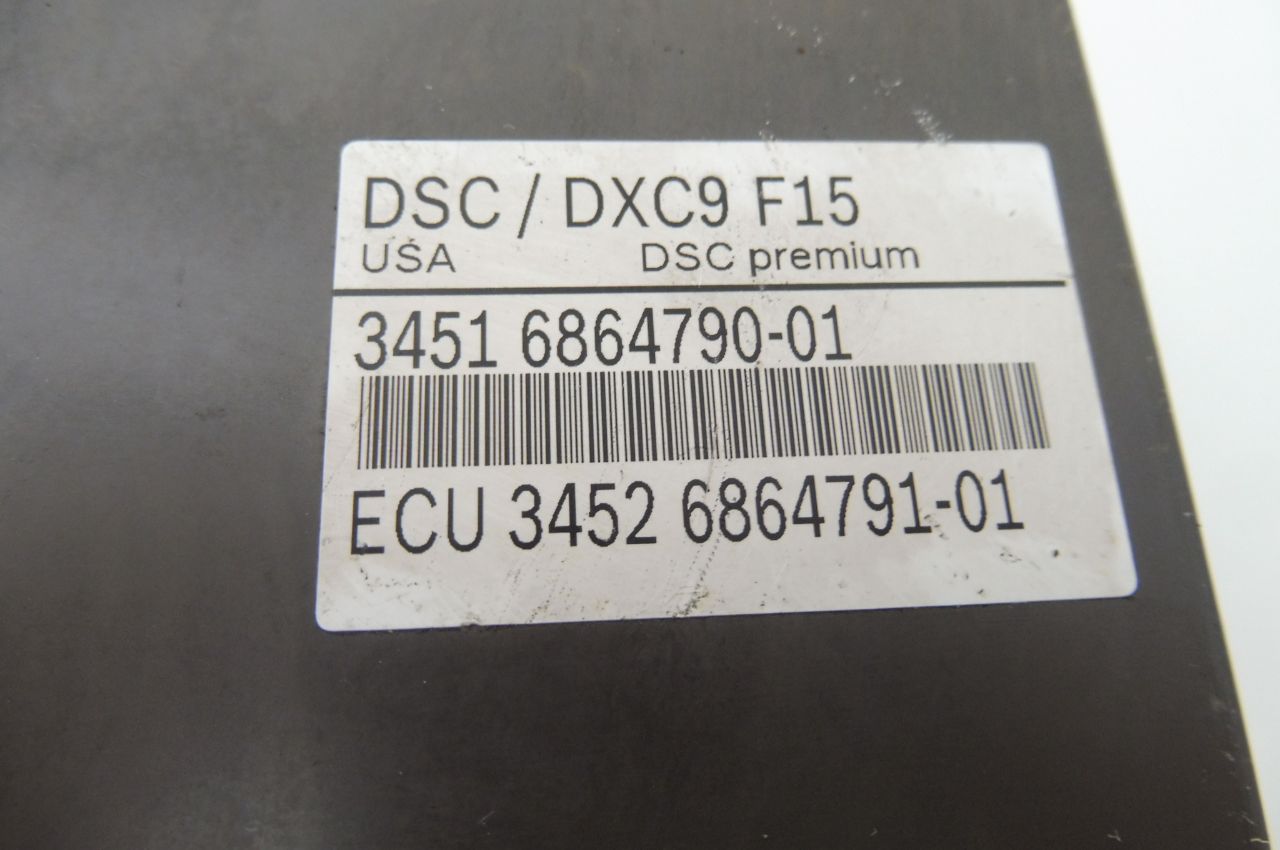 DSC / DXC9 F15
USA DSC premium
3451 6864790-01
ECU 3452 6864791-01